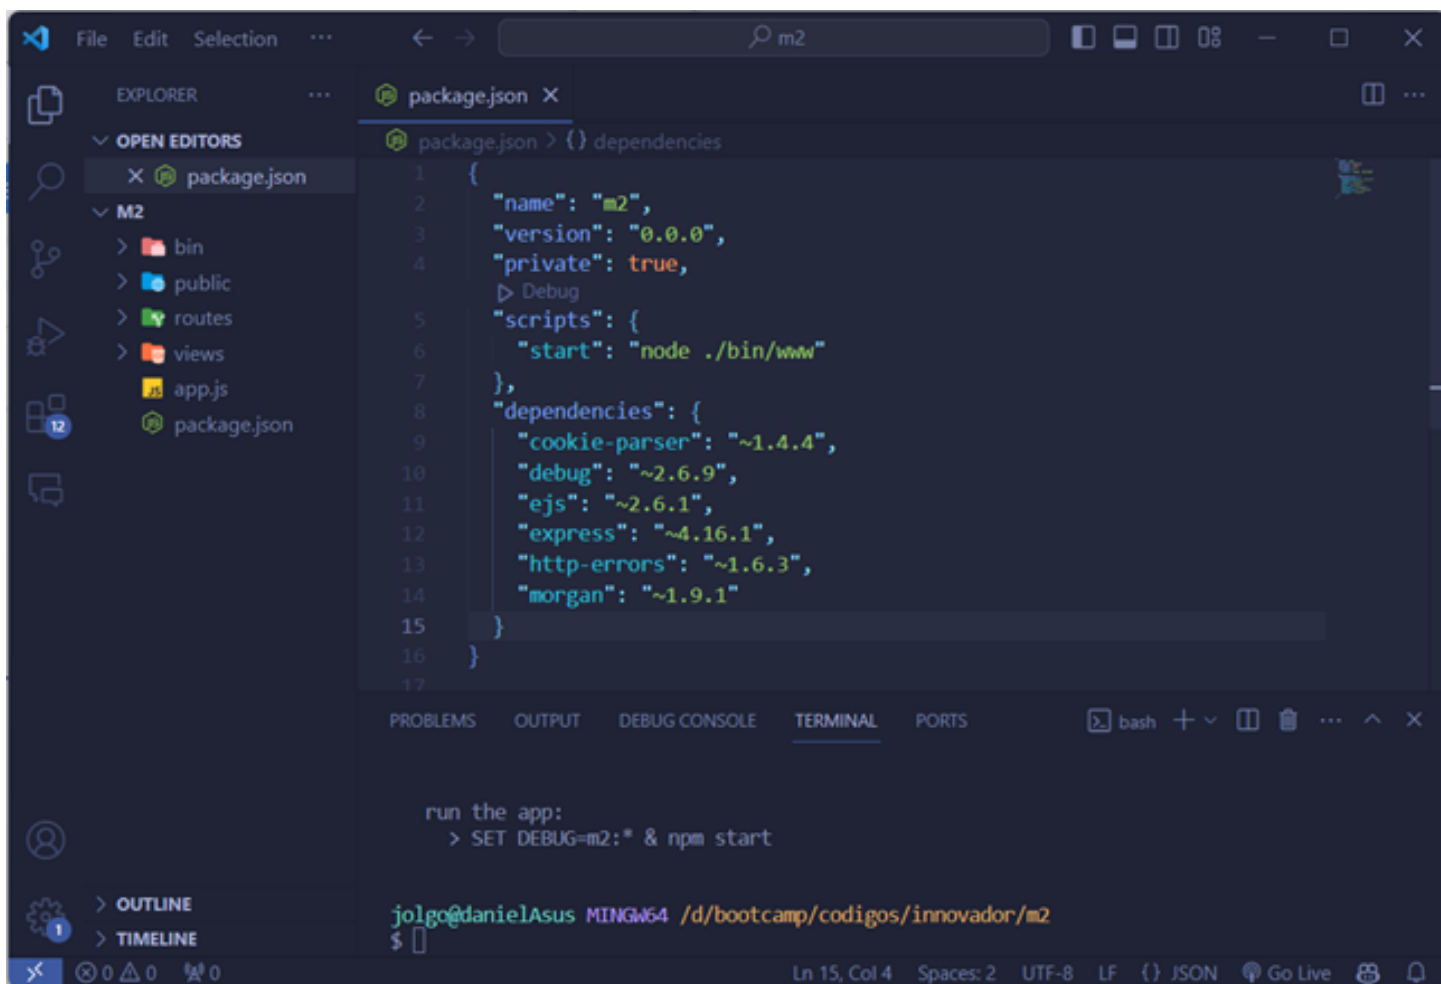 File Edit Selection ···
m2
EXPLORER ···
OPEN EDITORS
package.json
M2
bin
public
routes
views
app.js
package.json
12
1
OUTLINE
TIMELINE
package.json
package.json > {} dependencies
1 {
2 "name": "m2",
3 "version": "0.0.0",
4 "private": true,
Debug
5 "scripts": {
6 "start": "node ./bin/www"
7 },
8 "dependencies": {
9 "cookie-parser": "~1.4.4",
10 "debug": "~2.6.9",
11 "ejs": "~2.6.1",
12 "express": "~4.16.1",
13 "http-errors": "~1.6.3",
14 "morgan": "~1.9.1"
15 }
16 }
17
PROBLEMS OUTPUT DEBUG CONSOLE TERMINAL PORTS bash
run the app:
> SET DEBUG=m2:* & npm start
jolgo@danielAsus MINGW64 /d/bootcamp/codigos/innovador/m2
$
0 0 0 Ln 15, Col 4 Spaces: 2 UTF-8 LF {} JSON Go Live